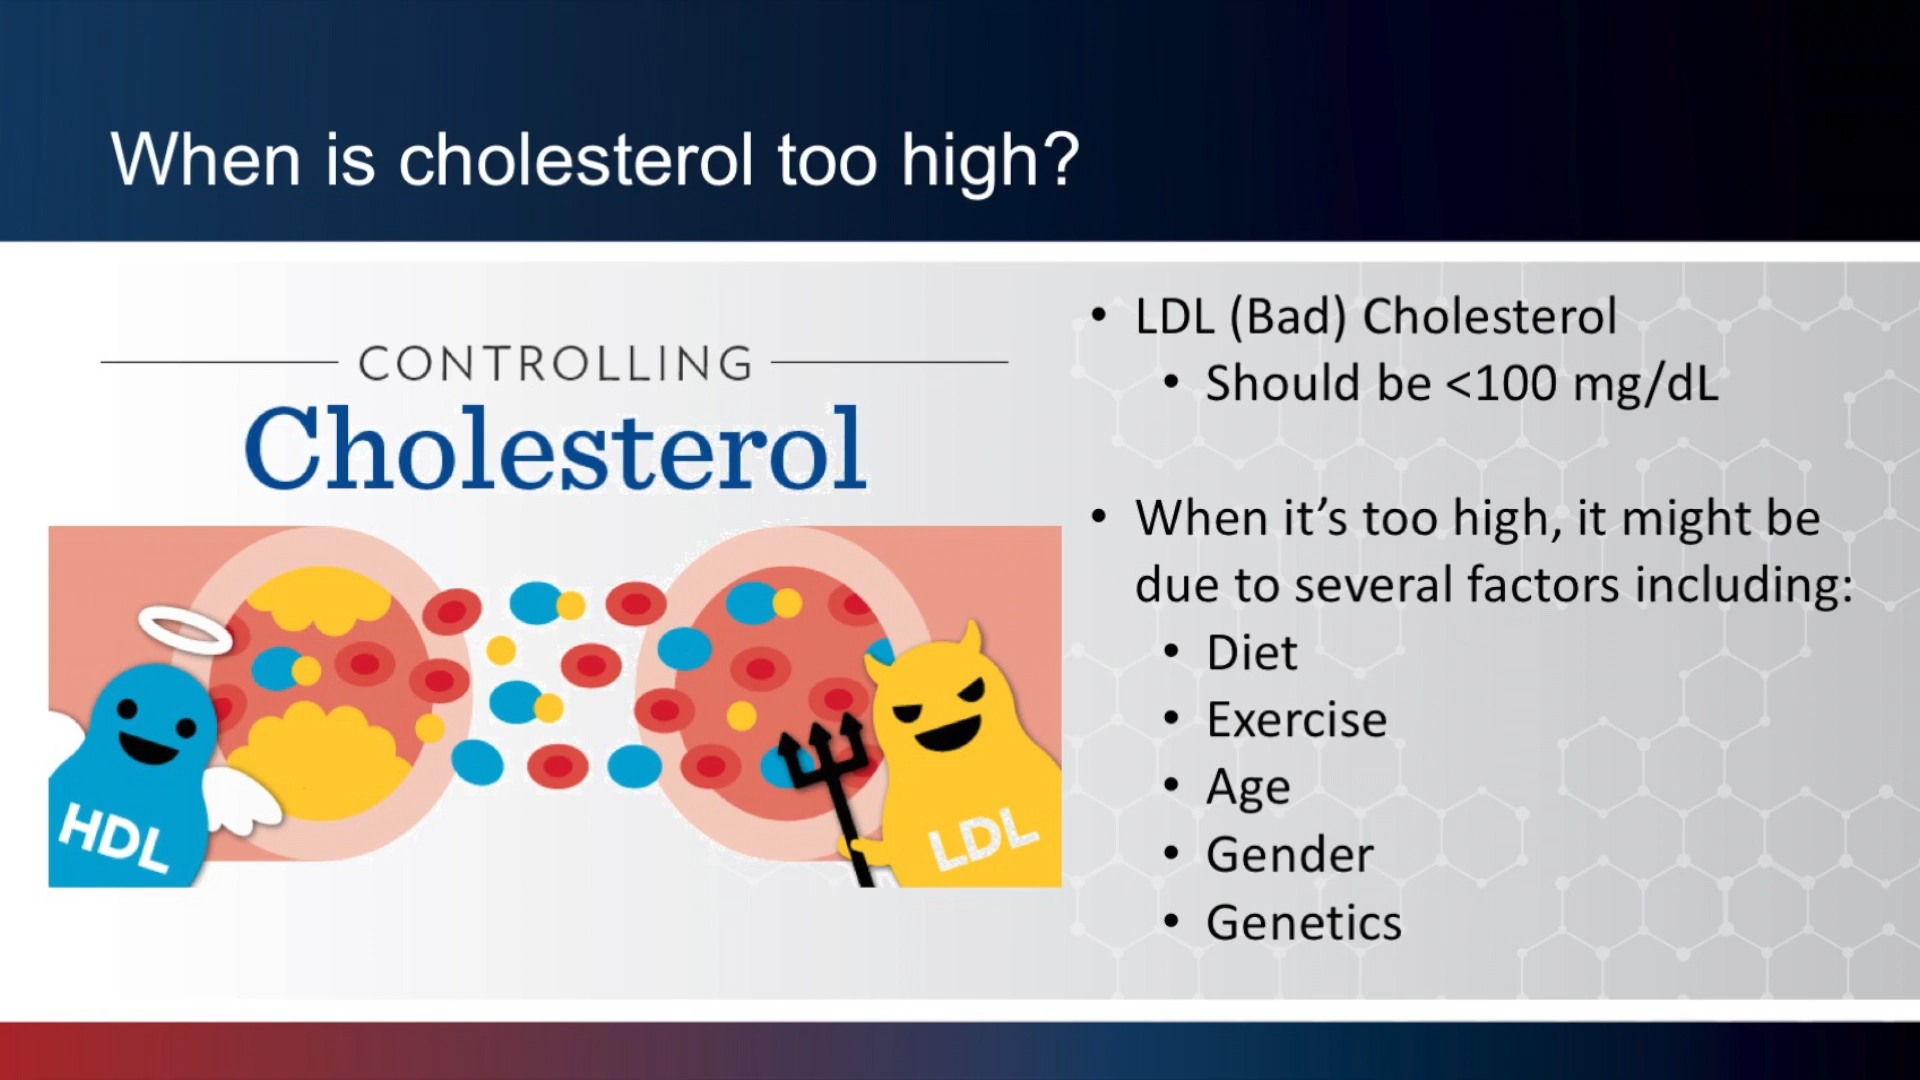 When is cholesterol too high?
CONTROLLING
Cholesterol
HDL
LDL
• LDL (Bad) Cholesterol
• Should be <100 mg/dL
• When it’s too high, it might be
due to several factors including:
• Diet
• Exercise
• Age
• Gender
• Genetics